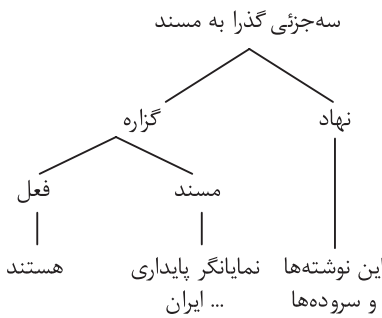 سه‌جزئی گذرا به مسند
نهاد
گزاره
مسند
فعل
این نوشته‌ها
و سروده‌ها
نمایانگر پایداری
... ایران
هستند